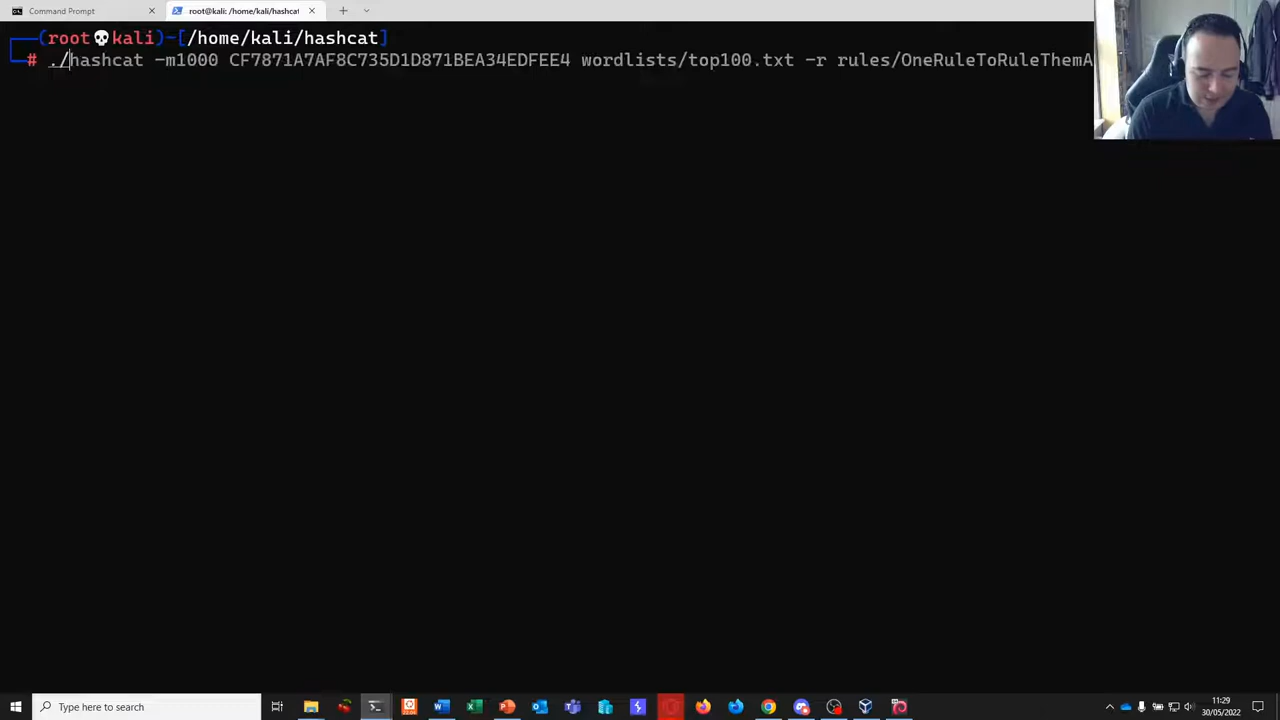 Command Prompt
root@kali: /home/kali/hashcat
(root💀kali)-[/home/kali/hashcat]
# ./hashcat -m1000 CF7871A7AF8C735D1D871BEA34EDFEE4 wordlists/top100.txt -r rules/OneRuleToRuleThemA
Type here to search
11:29
30/05/2022